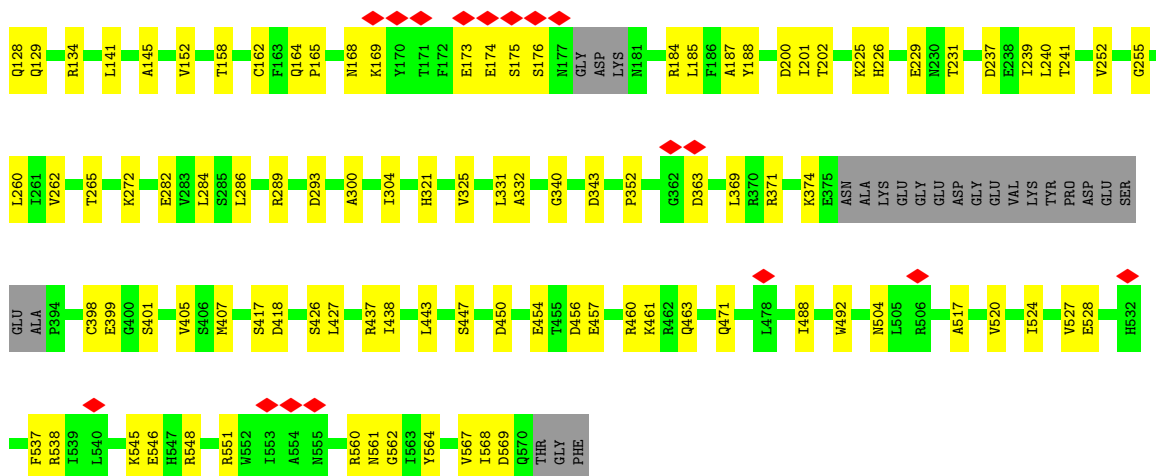 Q128 Q129 R134 L141 A145 V152 T158 C162 F163 Q164 P165 N168 K169 Y170 T171 F172 E173 E174 S175 S176 N177 GLY ASP LYS N181 R184 L185 F186 A187 Y188 D200 I201 T202 K225 H226 E229 N230 T231 D237 E238 I239 L240 T241 V252 G255
L260 I261 V262 T265 K272 E282 V283 L284 S285 L286 R289 D293 A300 I304 H321 V325 L331 A332 G340 D343 P352 G362 D363 L369 R370 R371 K374 E375 ASN ALA LYS GLU GLY GLU ASP GLY GLU VAL LYS TYR PRO ASP GLU SER
GLU ALA P394 C398 E399 G400 S401 V405 S406 M407 S417 D418 S426 L427 R437 I438 L443 S447 D450 E454 T455 D456 E457 R460 K461 R462 Q463 Q471 L478 I488 W492 N504 L505 R506 A517 V520 I524 V527 E528 H532
F537 R538 I539 L540 K545 E546 H547 R548 R551 W552 I553 A554 N555 R560 N561 G562 I563 Y564 V567 I568 D569 Q570 THR GLY PHE